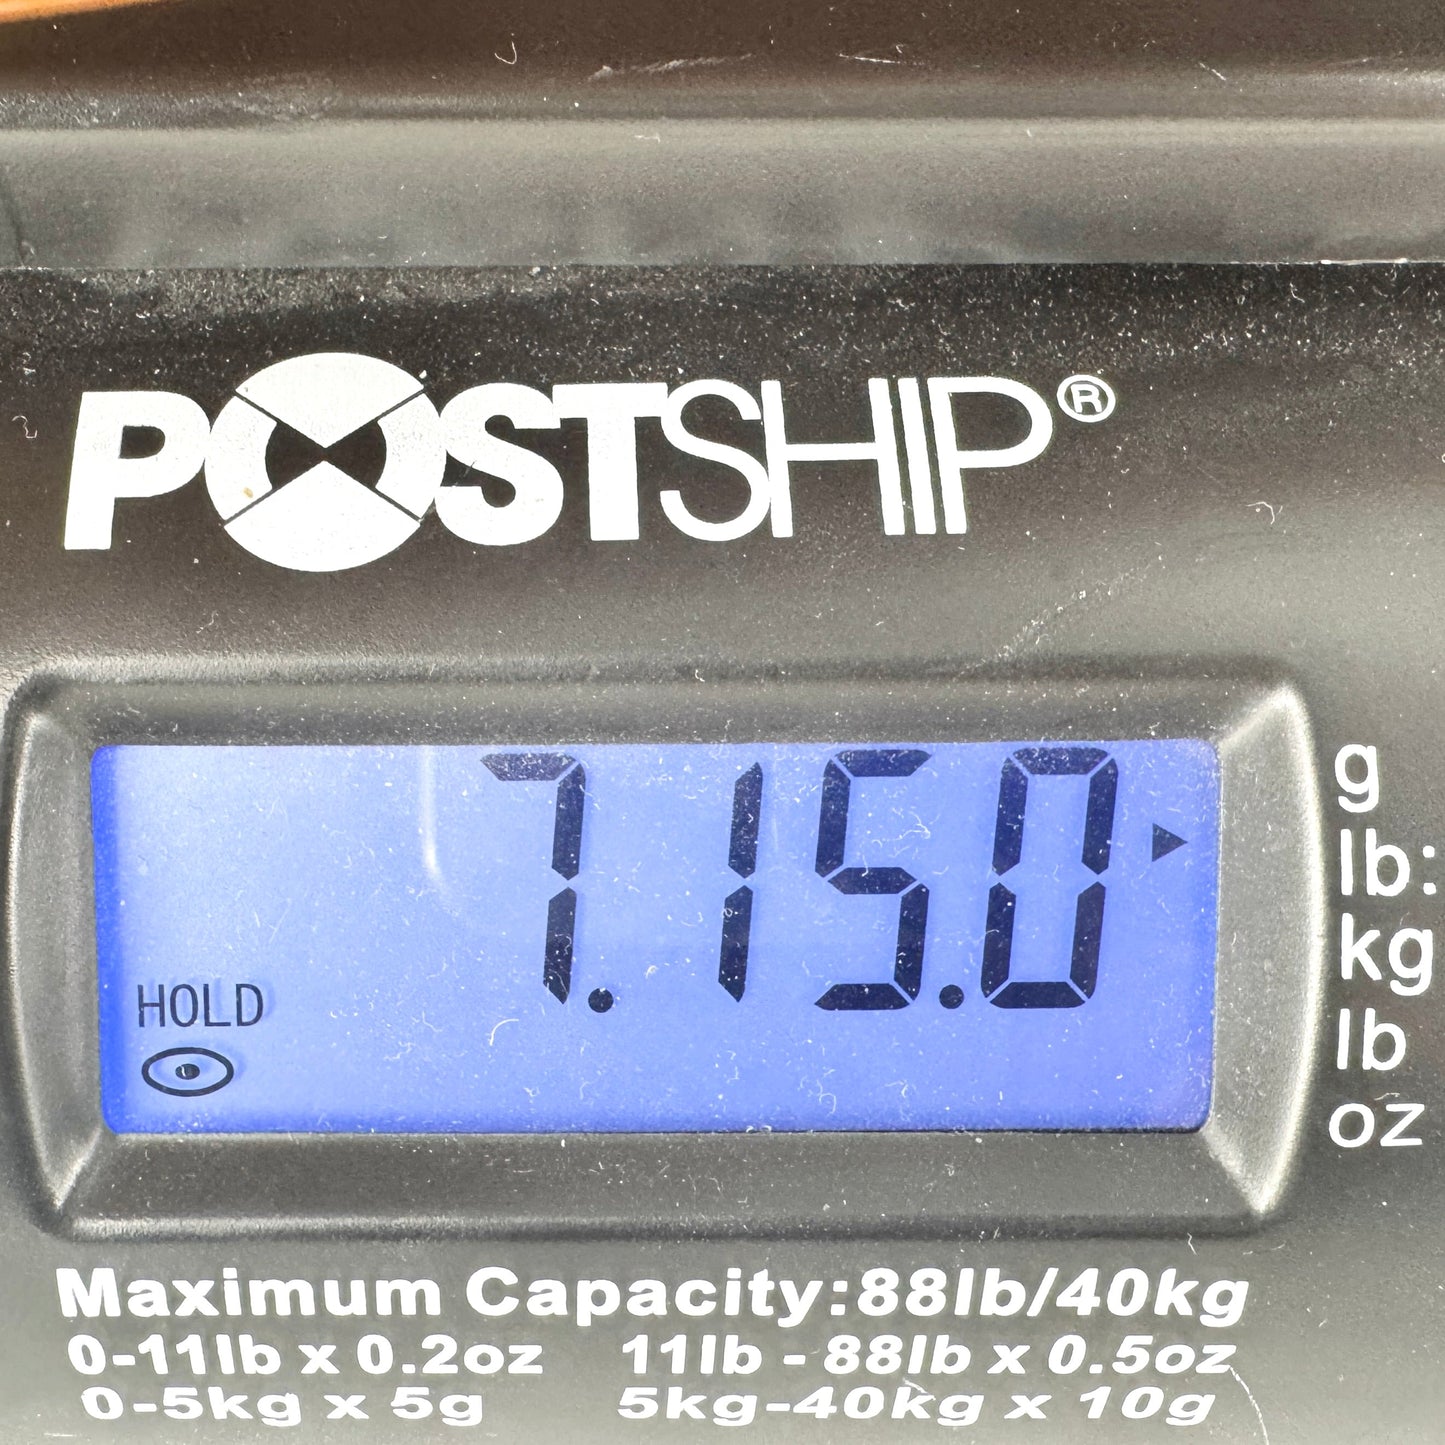 POSTSHIP®
7.15.0
HOLD
g
lb:
kg
lb
oz
Maximum Capacity:88lb/40kg
0-11lb x 0.2oz 11lb - 88lb x 0.5oz
0-5kg x 5g 5kg-40kg x 10g